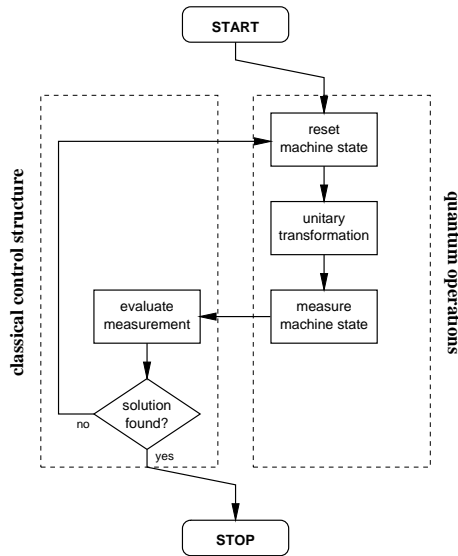 START
reset
machine state
unitary
transformation
measure
machine state
evaluate
measurement
solution
found?
no
yes
STOP
classical control structure
quantum operations